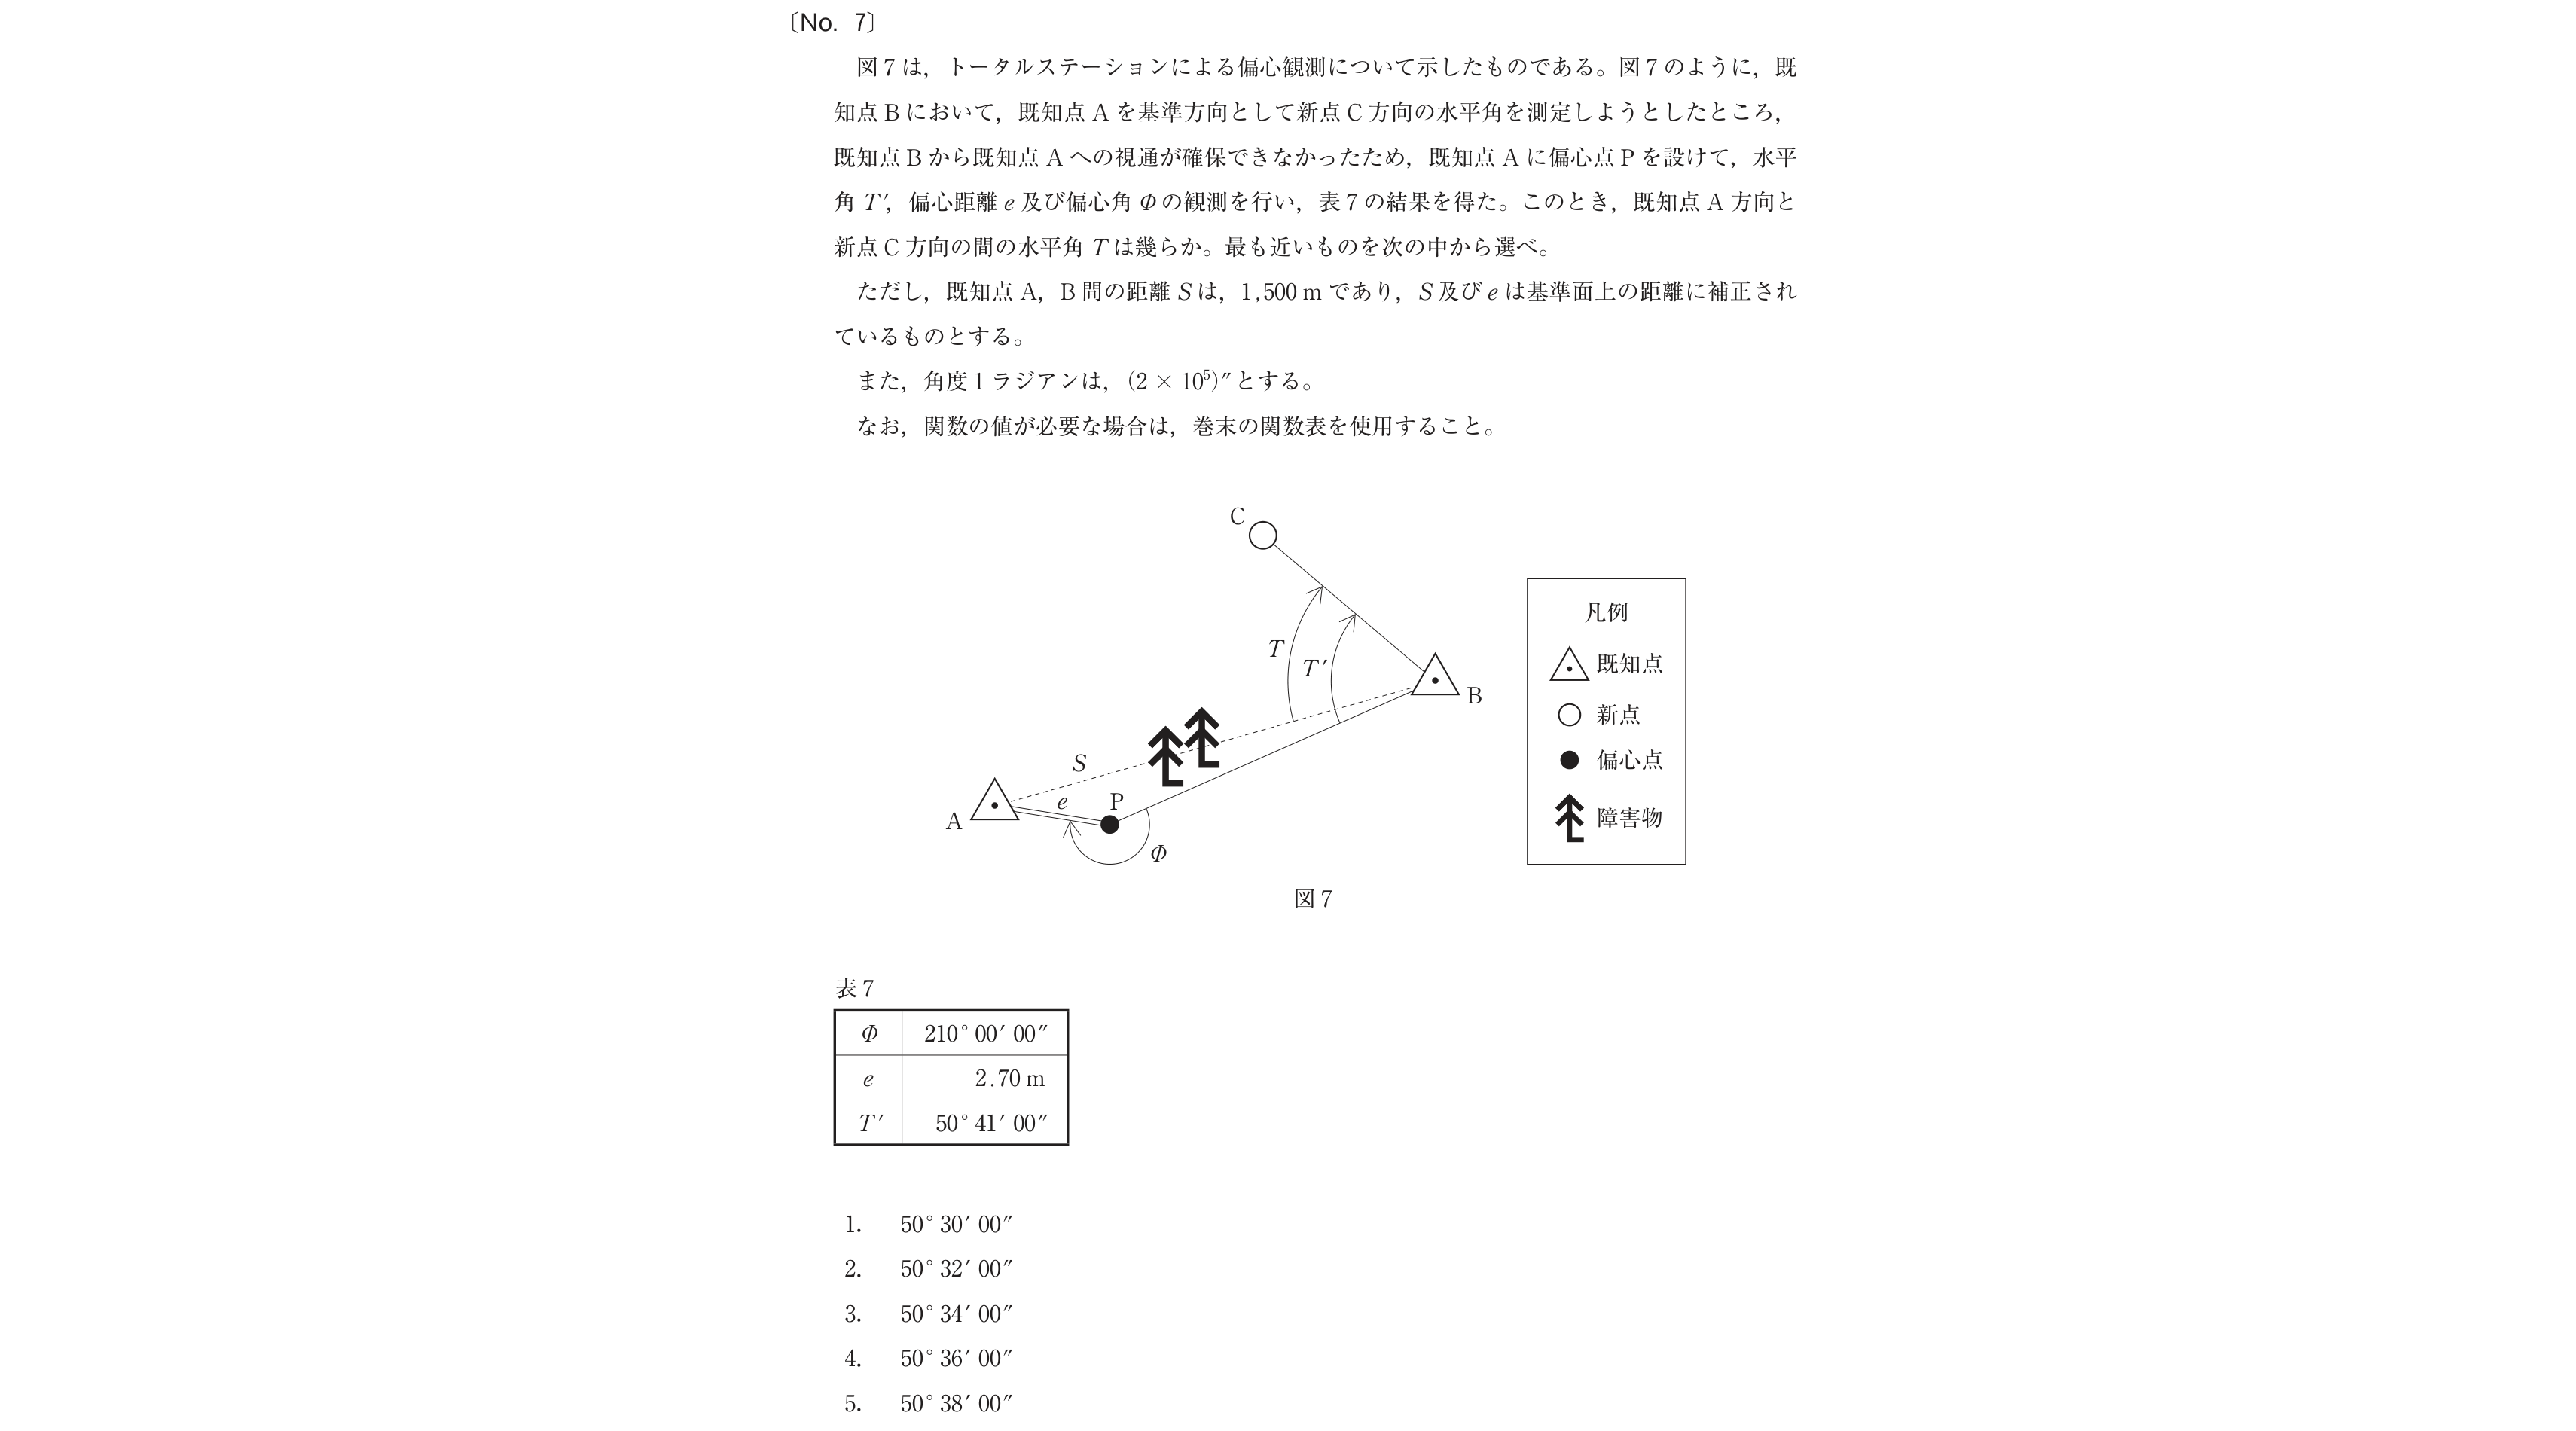 〔No. 7〕
図7は，トータルステーションによる偏心観測について示したものである。図7のように，既
知点Bにおいて，既知点Aを基準方向として新点C方向の水平角を測定しようとしたところ，
既知点Bから既知点Aへの視通が確保できなかったため，既知点Aに偏心点Pを設けて，水平
角 T′，偏心距離 e 及び偏心角 Φ の観測を行い，表7の結果を得た。このとき，既知点A方向と
新点C方向の間の水平角 T は幾らか。最も近いものを次の中から選べ。
ただし，既知点A，B間の距離 S は，1,500 m であり，S 及び e は基準面上の距離に補正され
ているものとする。
また，角度1ラジアンは，(2 × 10⁵)″とする。
なお，関数の値が必要な場合は，巻末の関数表を使用すること。
C
T
T′
B
S
e
P
A
Φ
凡例
既知点
新点
偏心点
障害物
図7
表7
Φ 210° 00′ 00″
e 2.70 m
T′ 50° 41′ 00″
1. 50° 30′ 00″
2. 50° 32′ 00″
3. 50° 34′ 00″
4. 50° 36′ 00″
5. 50° 38′ 00″